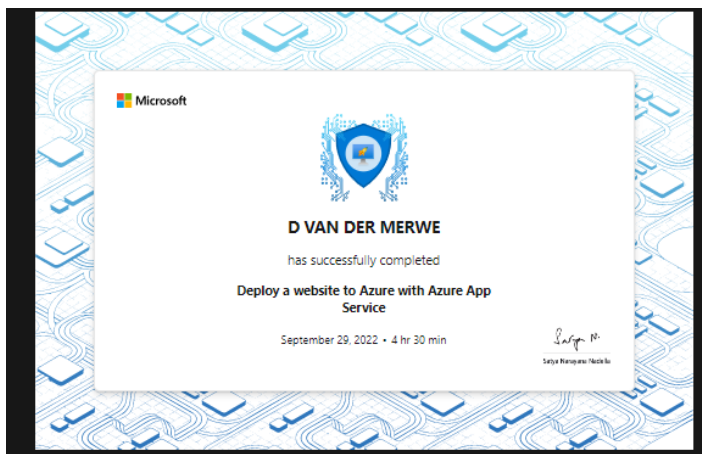 Microsoft
D VAN DER MERWE
has successfully completed
Deploy a website to Azure with Azure App
Service
September 29, 2022 • 4 hr 30 min
Satya N.
Satya Narayana Nadella